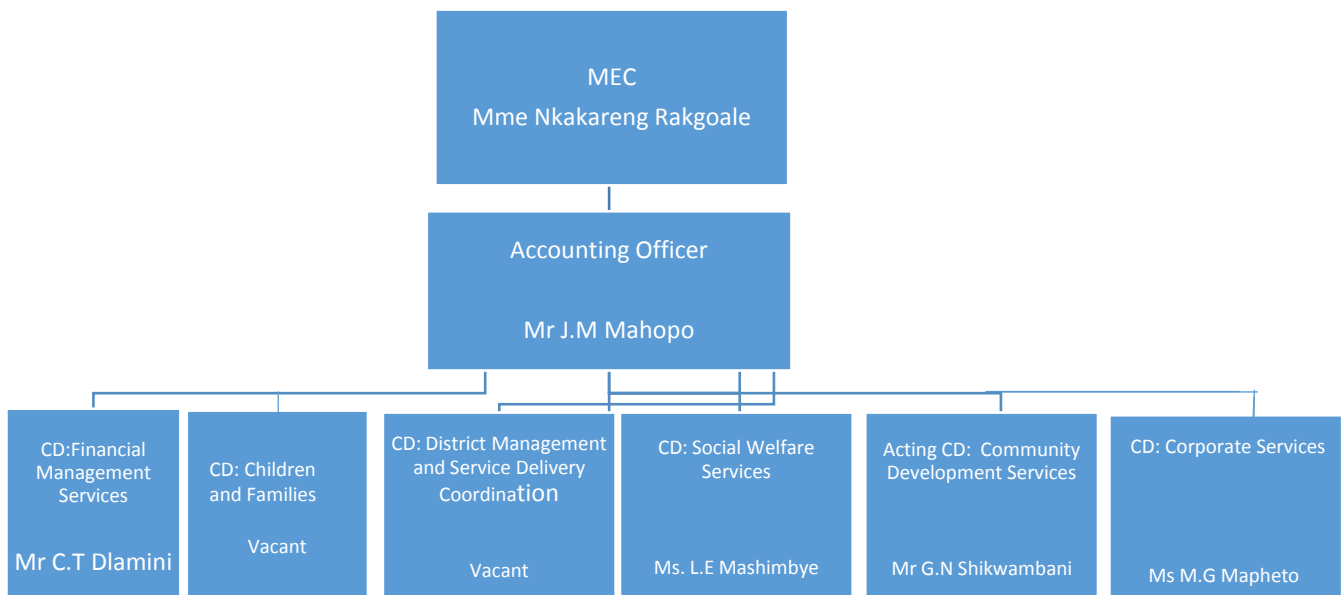 MEC
Mme Nkakareng Rakgoale
Accounting Officer
Mr J.M Mahopo
CD:Financial
Management
Services
Mr C.T Dlamini
CD: Children
and Families
Vacant
CD: District Management
and Service Delivery
Coordination
Vacant
CD: Social Welfare
Services
Ms. L.E Mashimbye
Acting CD: Community
Development Services
Mr G.N Shikwambani
CD: Corporate Services
Ms M.G Mapheto